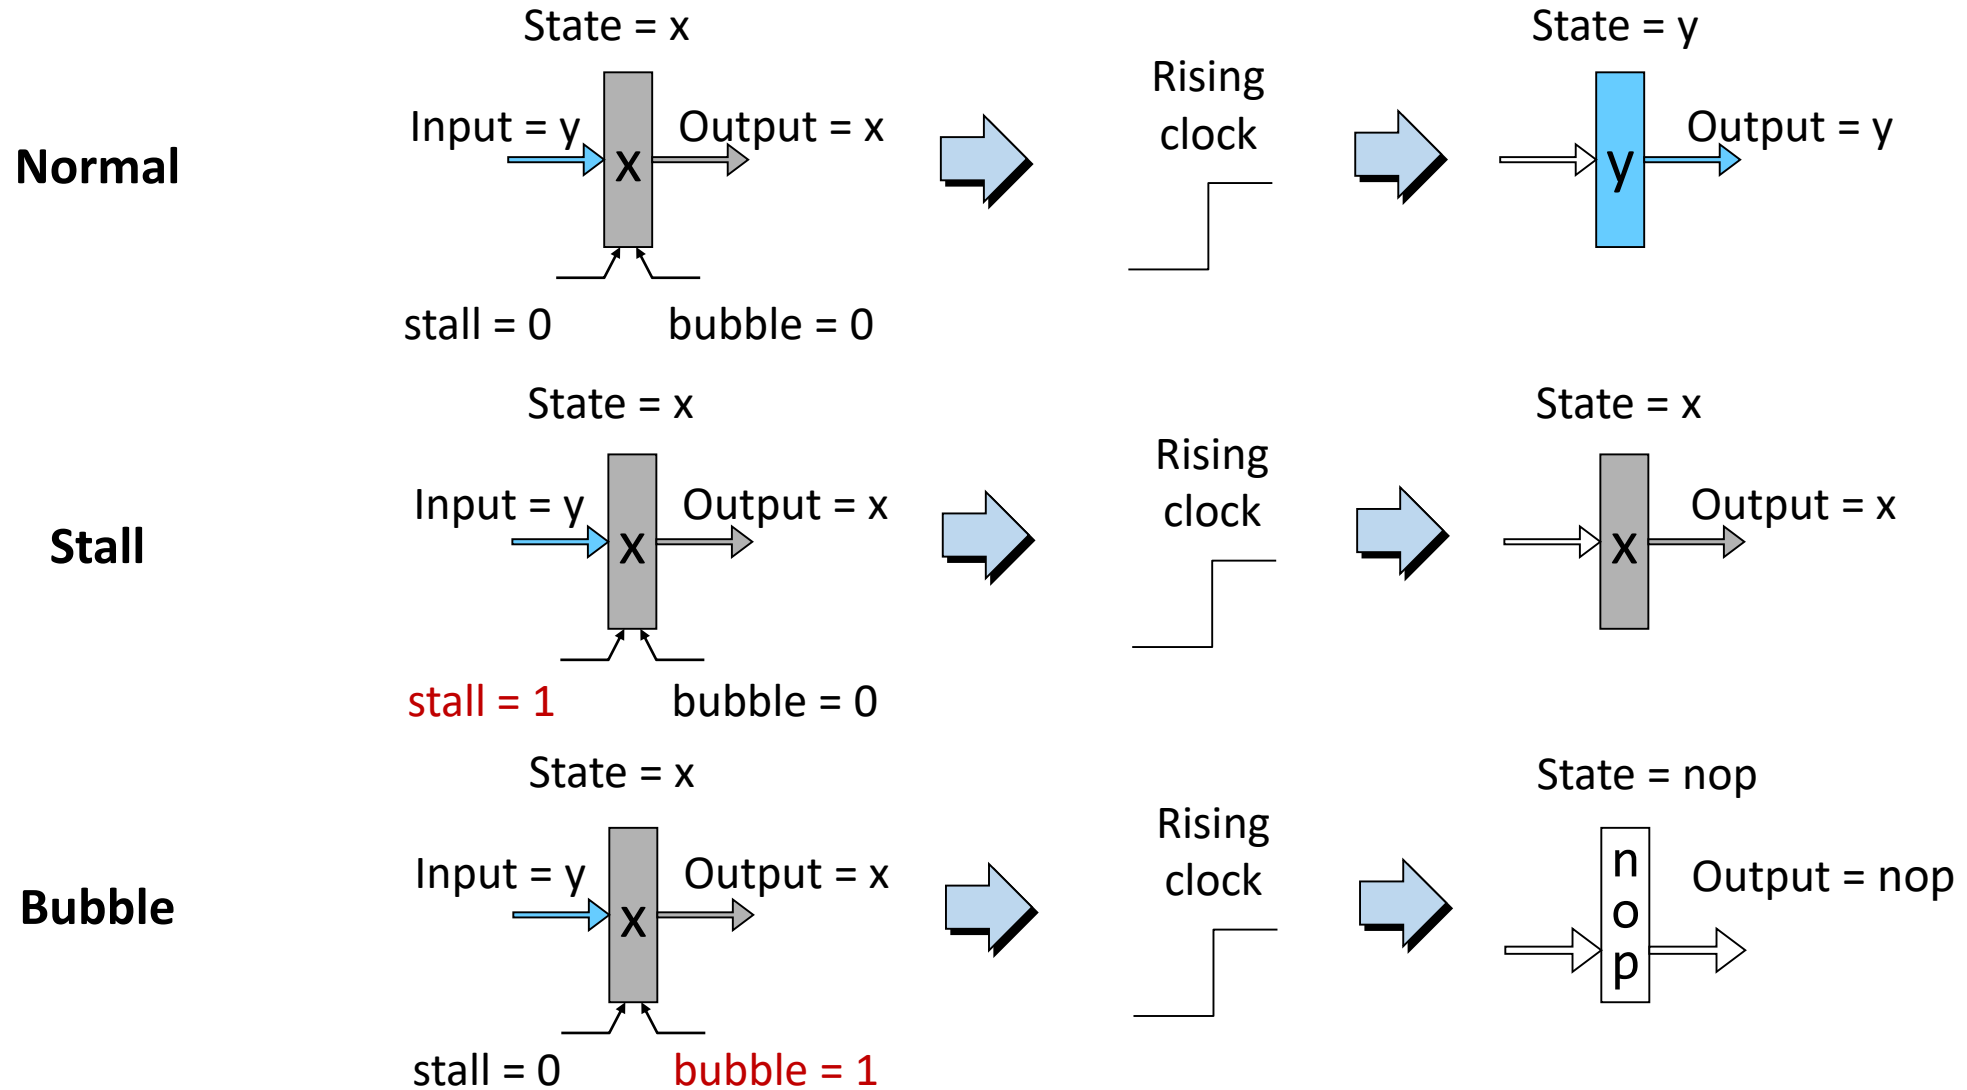 State = x
State = y
Normal
Input = y
x
Output = x
Rising
clock
y
Output = y
stall = 0
bubble = 0
State = x
State = x
Stall
Input = y
x
Output = x
Rising
clock
x
Output = x
stall = 1
bubble = 0
State = x
State = nop
Bubble
Input = y
x
Output = x
Rising
clock
n
o
p
Output = nop
stall = 0
bubble = 1